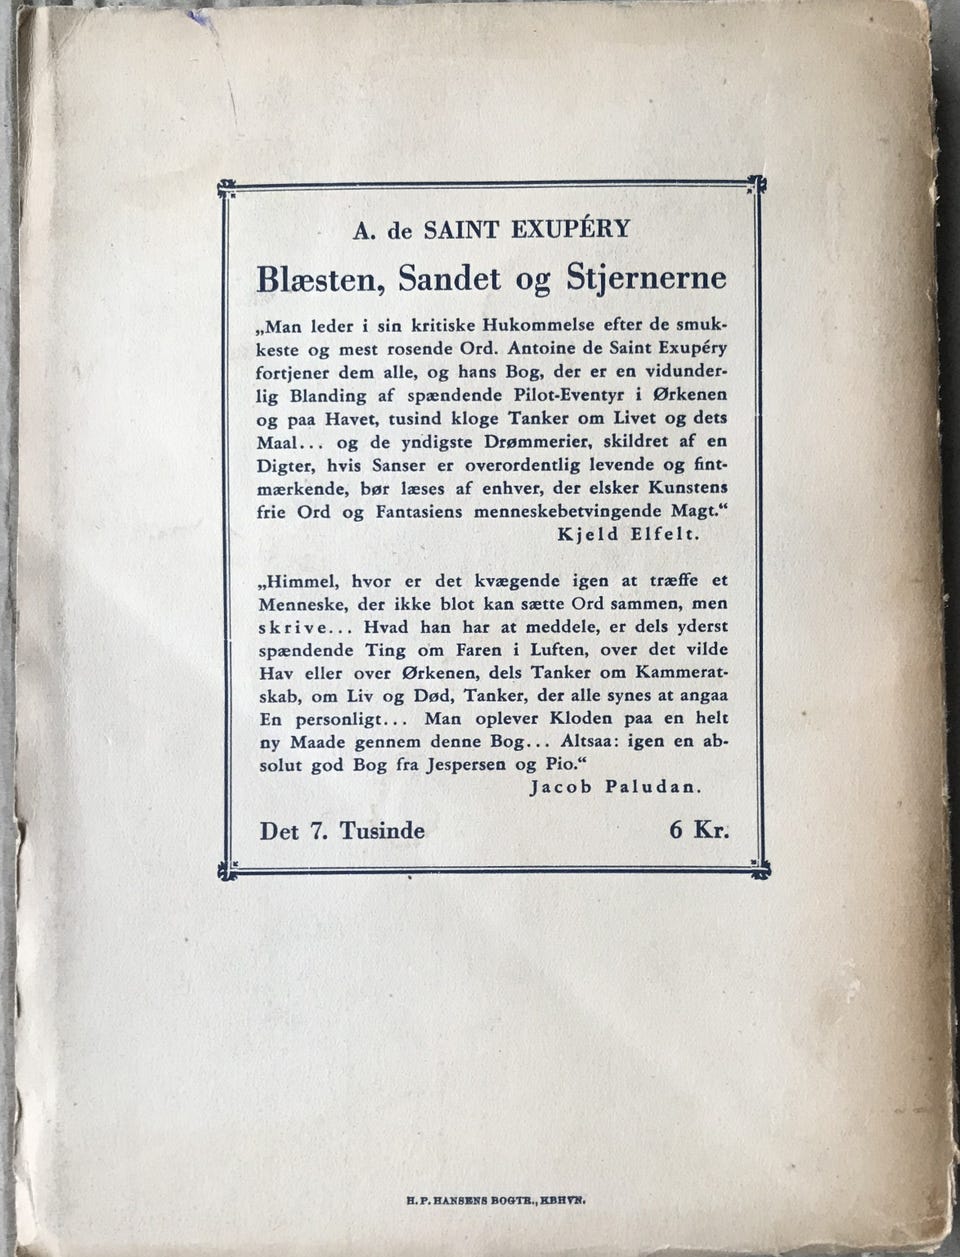 A. de SAINT EXUPÉRY
Blæsten, Sandet og Stjernerne
„Man leder i sin kritiske Hukommelse efter de smuk-
keste og mest rosende Ord. Antoine de Saint Exupéry
fortjener dem alle, og hans Bog, der er en vidunder-
lig Blanding af spændende Pilot-Eventyr i Ørkenen
og paa Havet, tusind kloge Tanker om Livet og dets
Maal... og de yndigste Drømmerier, skildret af en
Digter, hvis Sanser er overordentlig levende og fint-
mærkende, bør læses af enhver, der elsker Kunstens
frie Ord og Fantasiens menneskebetvingende Magt.“
Kjeld Elfelt.
„Himmel, hvor er det kvægende igen at træffe et
Menneske, der ikke blot kan sætte Ord sammen, men
skrive... Hvad han har at meddele, er dels yderst
spændende Ting om Faren i Luften, over det vilde
Hav eller over Ørkenen, dels Tanker om Kammerat-
skab, om Liv og Død, Tanker, der alle synes at angaa
En personligt... Man oplever Kloden paa en helt
ny Maade gennem denne Bog... Altsaa: igen en ab-
solut god Bog fra Jespersen og Pio.“
Jacob Paludan.
Det 7. Tusinde 6 Kr.
H. P. HANSENS BOGTR., KBHVN.